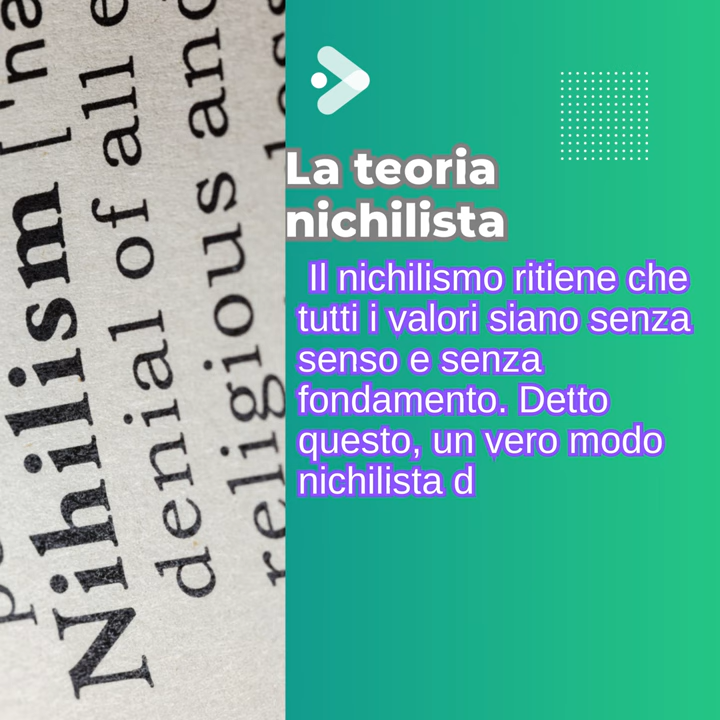 ['na
Nihilism
denial of all e
religious and
La teoria
nichilista
Il nichilismo ritiene che
tutti i valori siano senza
senso e senza
fondamento. Detto
questo, un vero modo
nichilista d